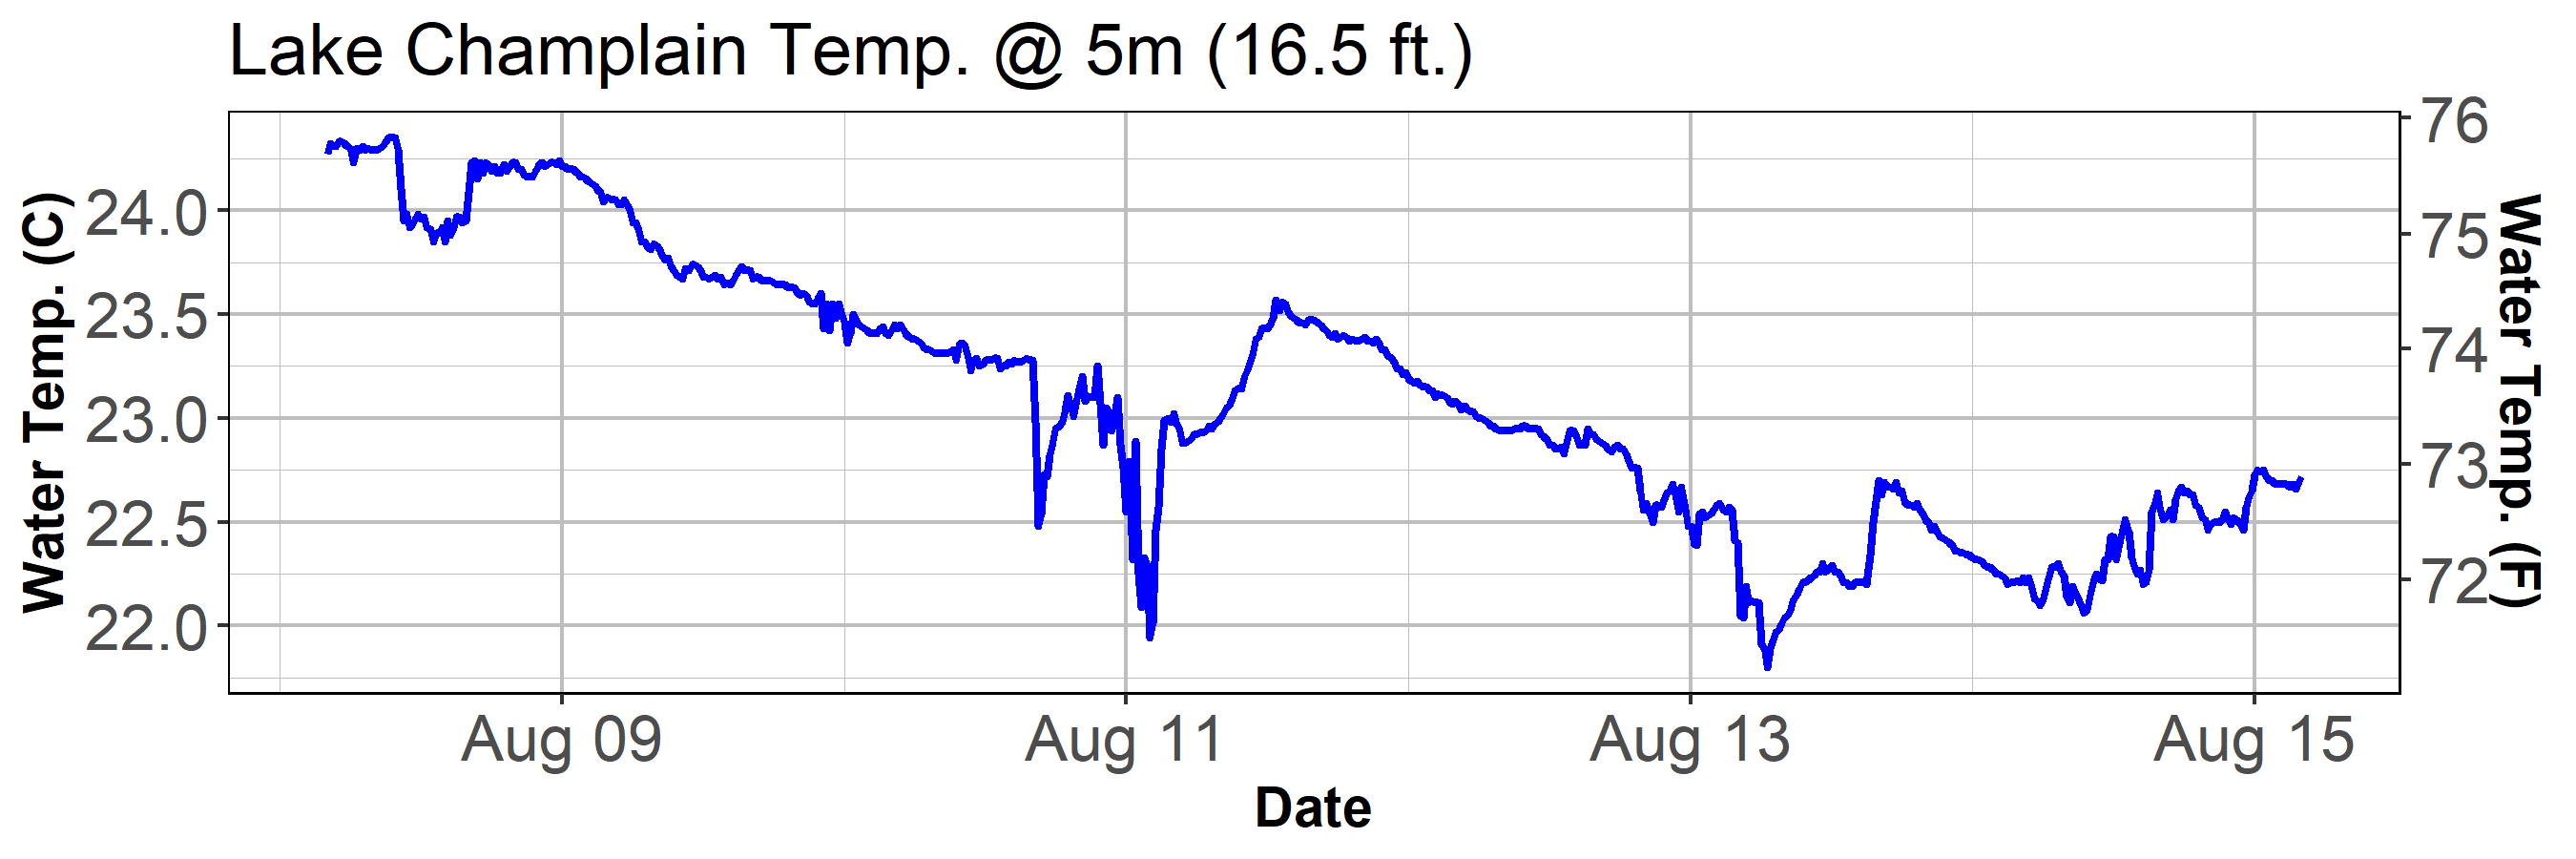 Lake Champlain Temp. @ 5m (16.5 ft.)
Water Temp. (C)
24.0
23.5
23.0
22.5
22.0
76
75
74
73
72
Water Temp. (F)
Aug 09
Aug 11
Aug 13
Aug 15
Date